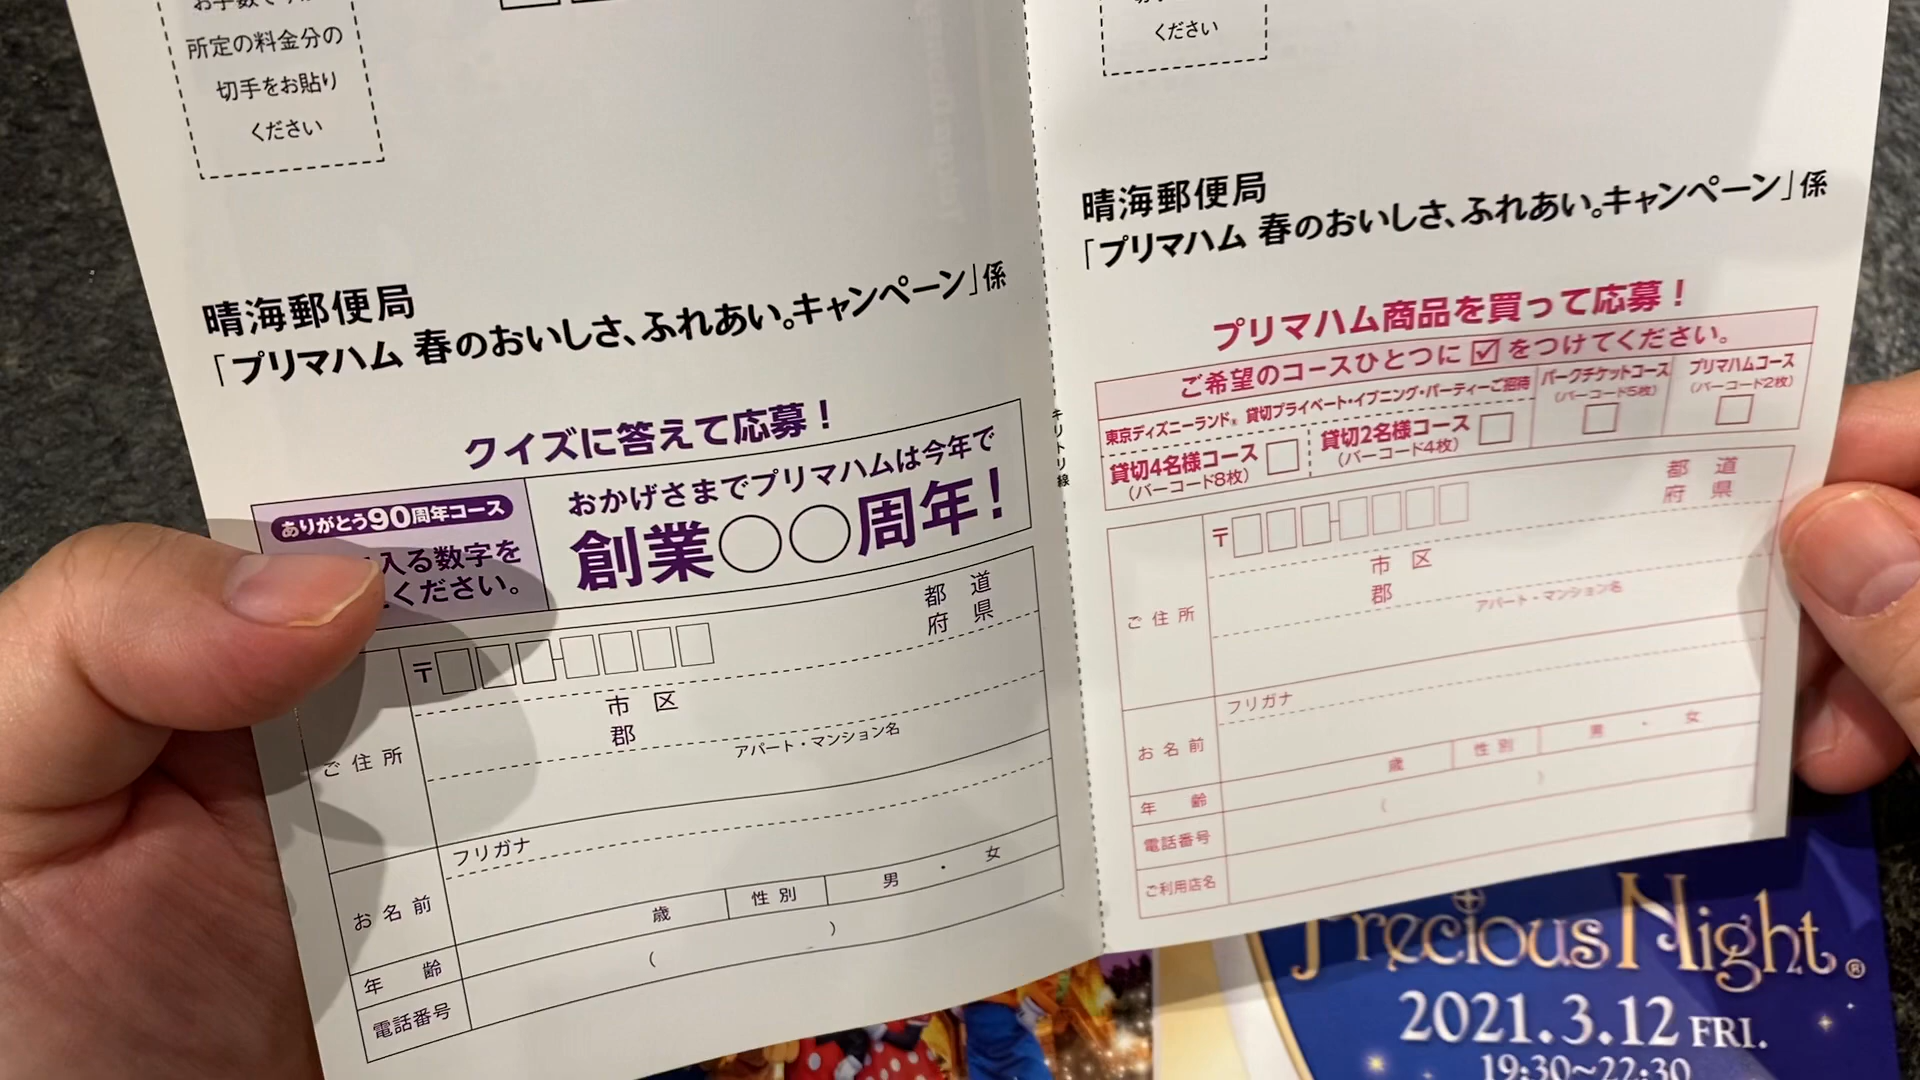 所定の料金分の
切手をお貼り
ください
晴海郵便局
「プリマハム 春のおいしさ、ふれあい。キャンペーン」係
クイズに答えて応募！
ありがとう90周年コース
入る数字を
ください。
おかげさまでプリマハムは今年で
創業○○周年！
〒
都 道
府 県
市 区
郡
アパート・マンション名
ご住所
フリガナ
お名前
年 齢
歳
性別
男 ・ 女
電話番号
( )
キリトリ線
ください
晴海郵便局
「プリマハム 春のおいしさ、ふれあい。キャンペーン」係
プリマハム商品を買って応募！
ご希望のコースひとつに☑をつけてください。
東京ディズニーランド® 貸切プライベート・イブニング・パーティーご招待
貸切4名様コース
(バーコード8枚)
貸切2名様コース
(バーコード4枚)
パークチケットコース
(バーコード5枚)
プリマハムコース
(バーコード2枚)
〒
都 道
府 県
市 区
郡
アパート・マンション名
ご住所
フリガナ
お名前
年 齢
歳
性別
男 ・ 女
電話番号
( )
ご利用店名
Precious Night®
2021.3.12 FRI.
19:30~22:30